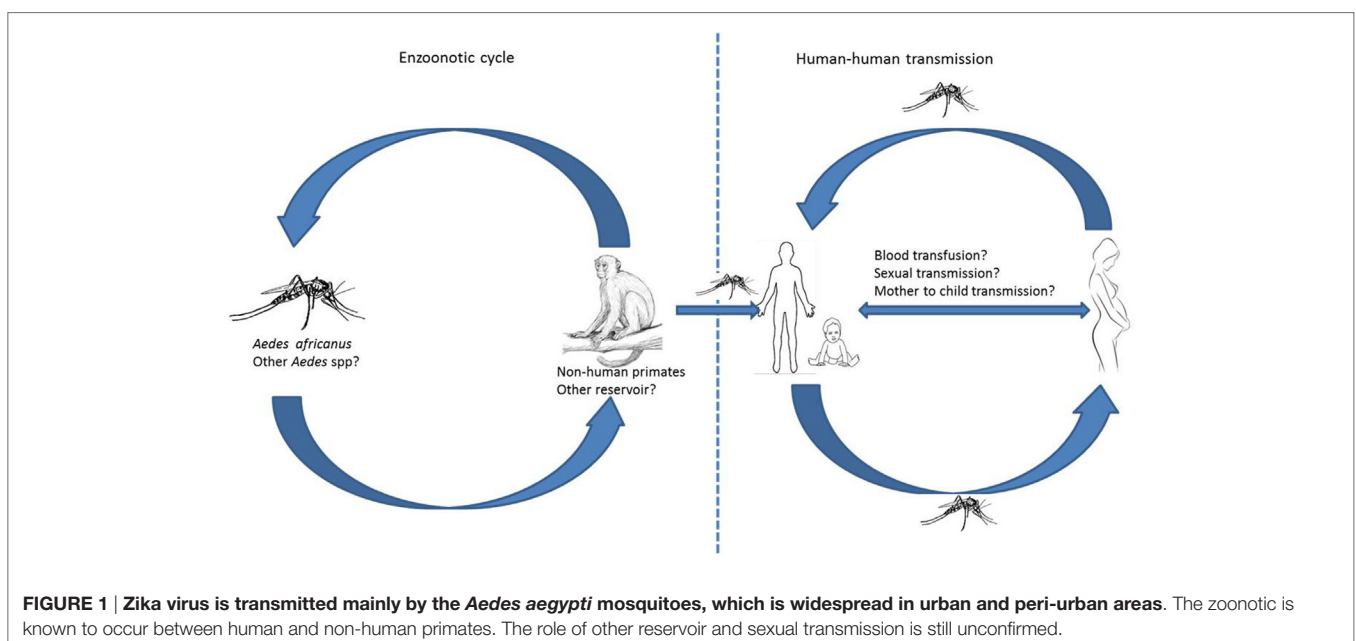 Enzoonotic cycle
Human-human transmission
Aedes africanus
Other Aedes spp?
Non-human primates
Other reservoir?
Blood transfusion?
Sexual transmission?
Mother to child transmission?
FIGURE 1 | Zika virus is transmitted mainly by the Aedes aegypti mosquitoes, which is widespread in urban and peri-urban areas. The zoonotic is
known to occur between human and non-human primates. The role of other reservoir and sexual transmission is still unconfirmed.